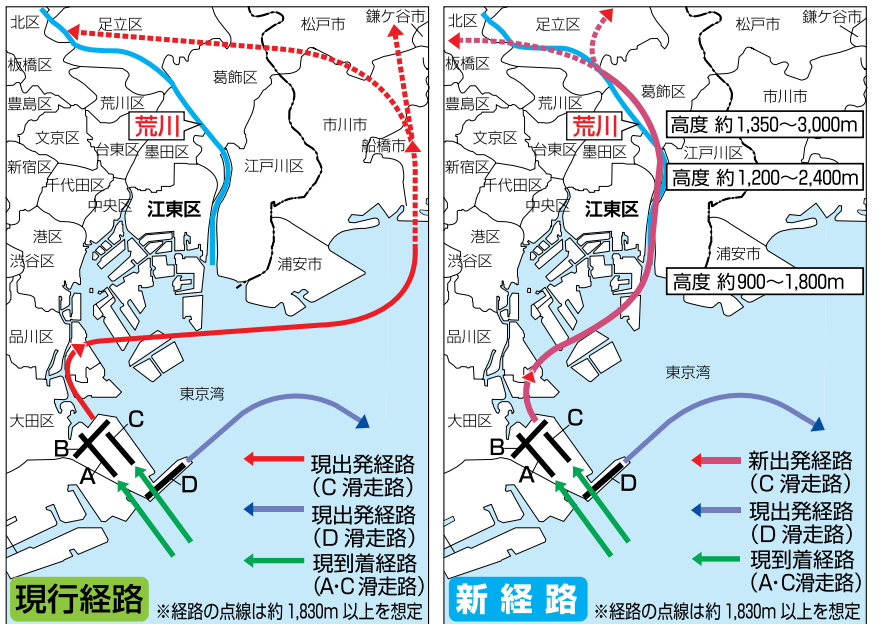 北区
足立区
松戸市
鎌ケ谷市
板橋区
葛飾区
豊島区
荒川区
市川市
荒川
文京区
船橋市
台東区
墨田区
新宿区
江戸川区
千代田区
中央区
江東区
港区
渋谷区
浦安市
品川区
東京湾
大田区
C
B
A
D
現出発経路
(C 滑走路)
現出発経路
(D 滑走路)
現到着経路
(A・C 滑走路)
現行経路
※経路の点線は約 1,830m 以上を想定
北区
足立区
松戸市
鎌ケ谷市
板橋区
葛飾区
豊島区
荒川区
市川市
荒川
高度 約1,350~3,000m
文京区
台東区
墨田区
江戸川区
新宿区
高度 約1,200~2,400m
千代田区
中央区
江東区
港区
渋谷区
浦安市
高度 約900~1,800m
品川区
東京湾
大田区
C
B
A
D
新出発経路
(C 滑走路)
現出発経路
(D 滑走路)
現到着経路
(A・C滑走路)
新経路
※経路の点線は約 1,830m 以上を想定